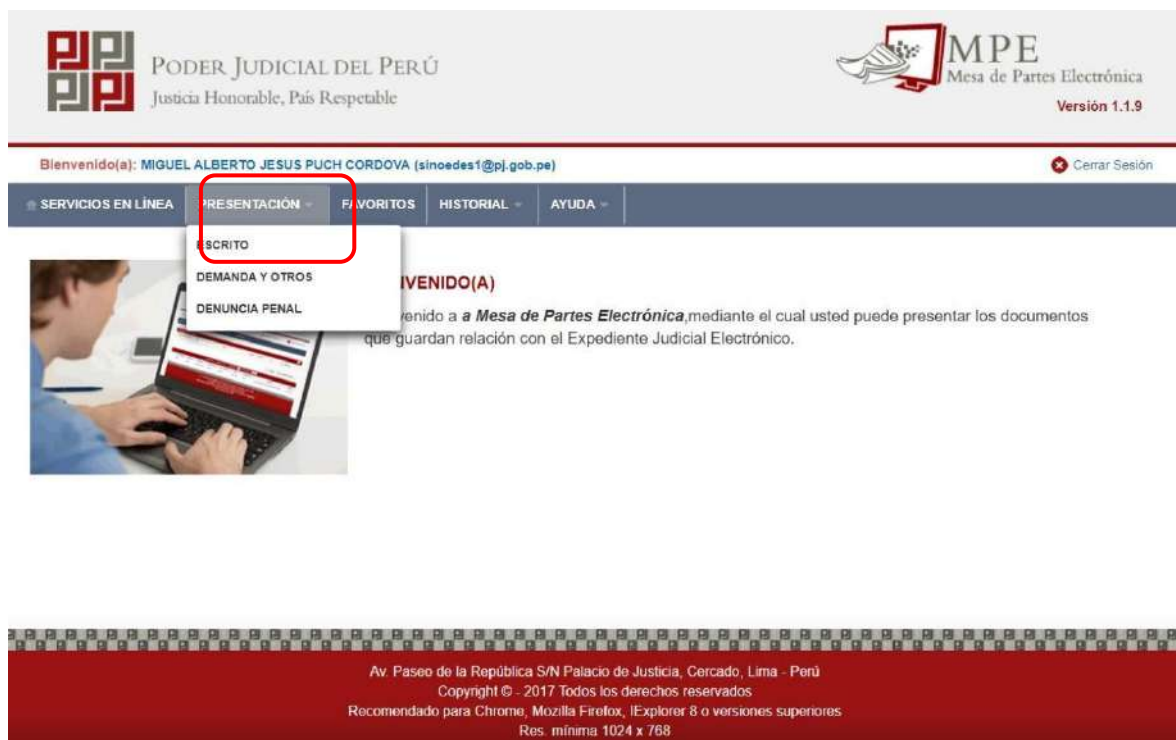 PODER JUDICIAL DEL PERÚ
Justicia Honorable, País Respetable
MPE
Mesa de Partes Electrónica
Versión 1.1.9
Bienvenido(a): MIGUEL ALBERTO JESUS PUCH CORDOVA (sinoedes1@pj.gob.pe)
Cerrar Sesión
SERVICIOS EN LÍNEA PRESENTACIÓN FAVORITOS HISTORIAL AYUDA
ESCRITO
DEMANDA Y OTROS
DENUNCIA PENAL
VENIDO(A)
enido a a Mesa de Partes Electrónica,mediante el cual usted puede presentar los documentos
que guardan relación con el Expediente Judicial Electrónico.
Av. Paseo de la República S/N Palacio de Justicia, Cercado, Lima - Perú
Copyright © - 2017 Todos los derechos reservados
Recomendado para Chrome, Mozilla Firefox, IExplorer 8 o versiones superiores
Res. mínima 1024 x 768